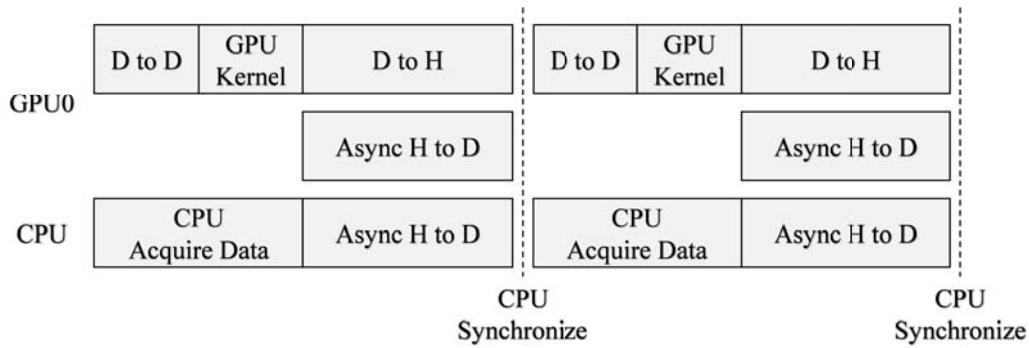 D to D
GPU
Kernel
D to H
D to D
GPU
Kernel
D to H
GPU0
Async H to D
Async H to D
CPU
CPU
Acquire Data
Async H to D
CPU
Acquire Data
Async H to D
CPU
Synchronize
CPU
Synchronize